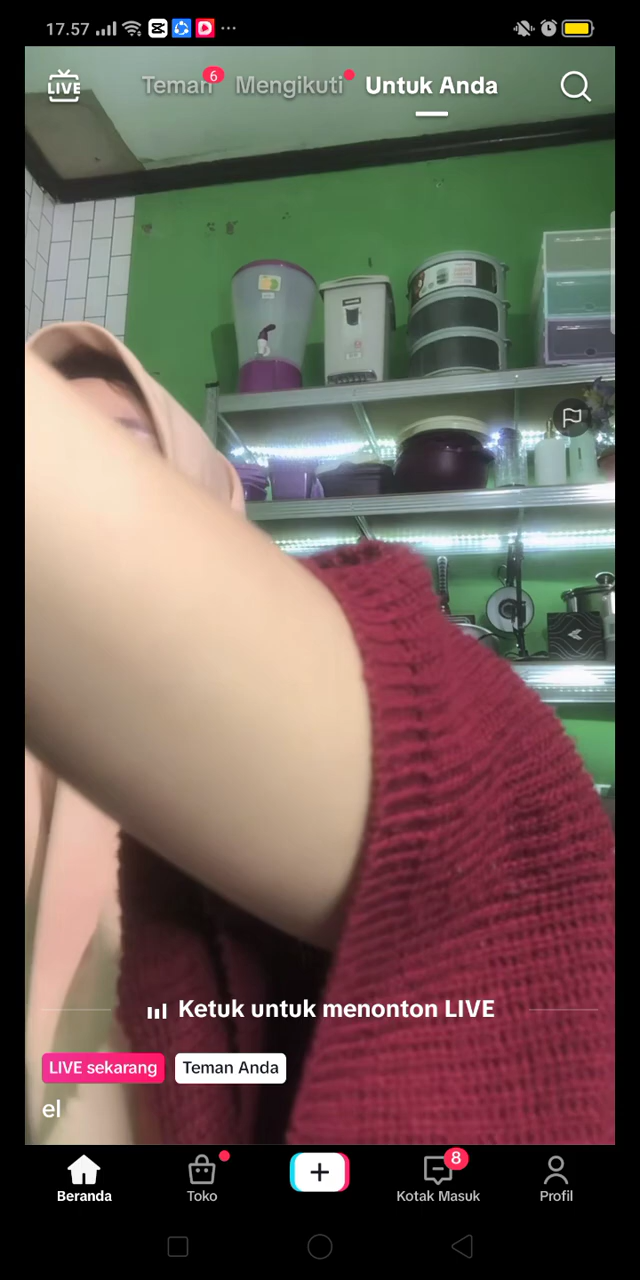 17.57
LIVE
Teman 6 Mengikuti Untuk Anda
Ketuk untuk menonton LIVE
LIVE sekarang Teman Anda
el
8
Beranda Toko Kotak Masuk Profil